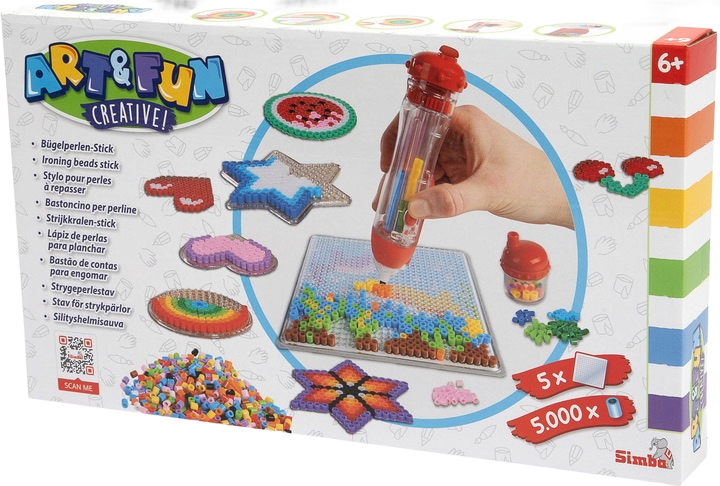 ART & FUN
CREATIVE!
6+
• Bügelperlen-Stick
• Ironing beads stick
• Stylo pour perles
à repasser
• Bastoncino per perline
• Strijkkralen-stick
• Lápiz de perlas
para planchar
• Bastão de contas
para engomar
• Strygeperlestav
• Stav för strykpärlor
• Silityshelmisauva
Simba
SCAN ME
5 x
5.000 x
Simba